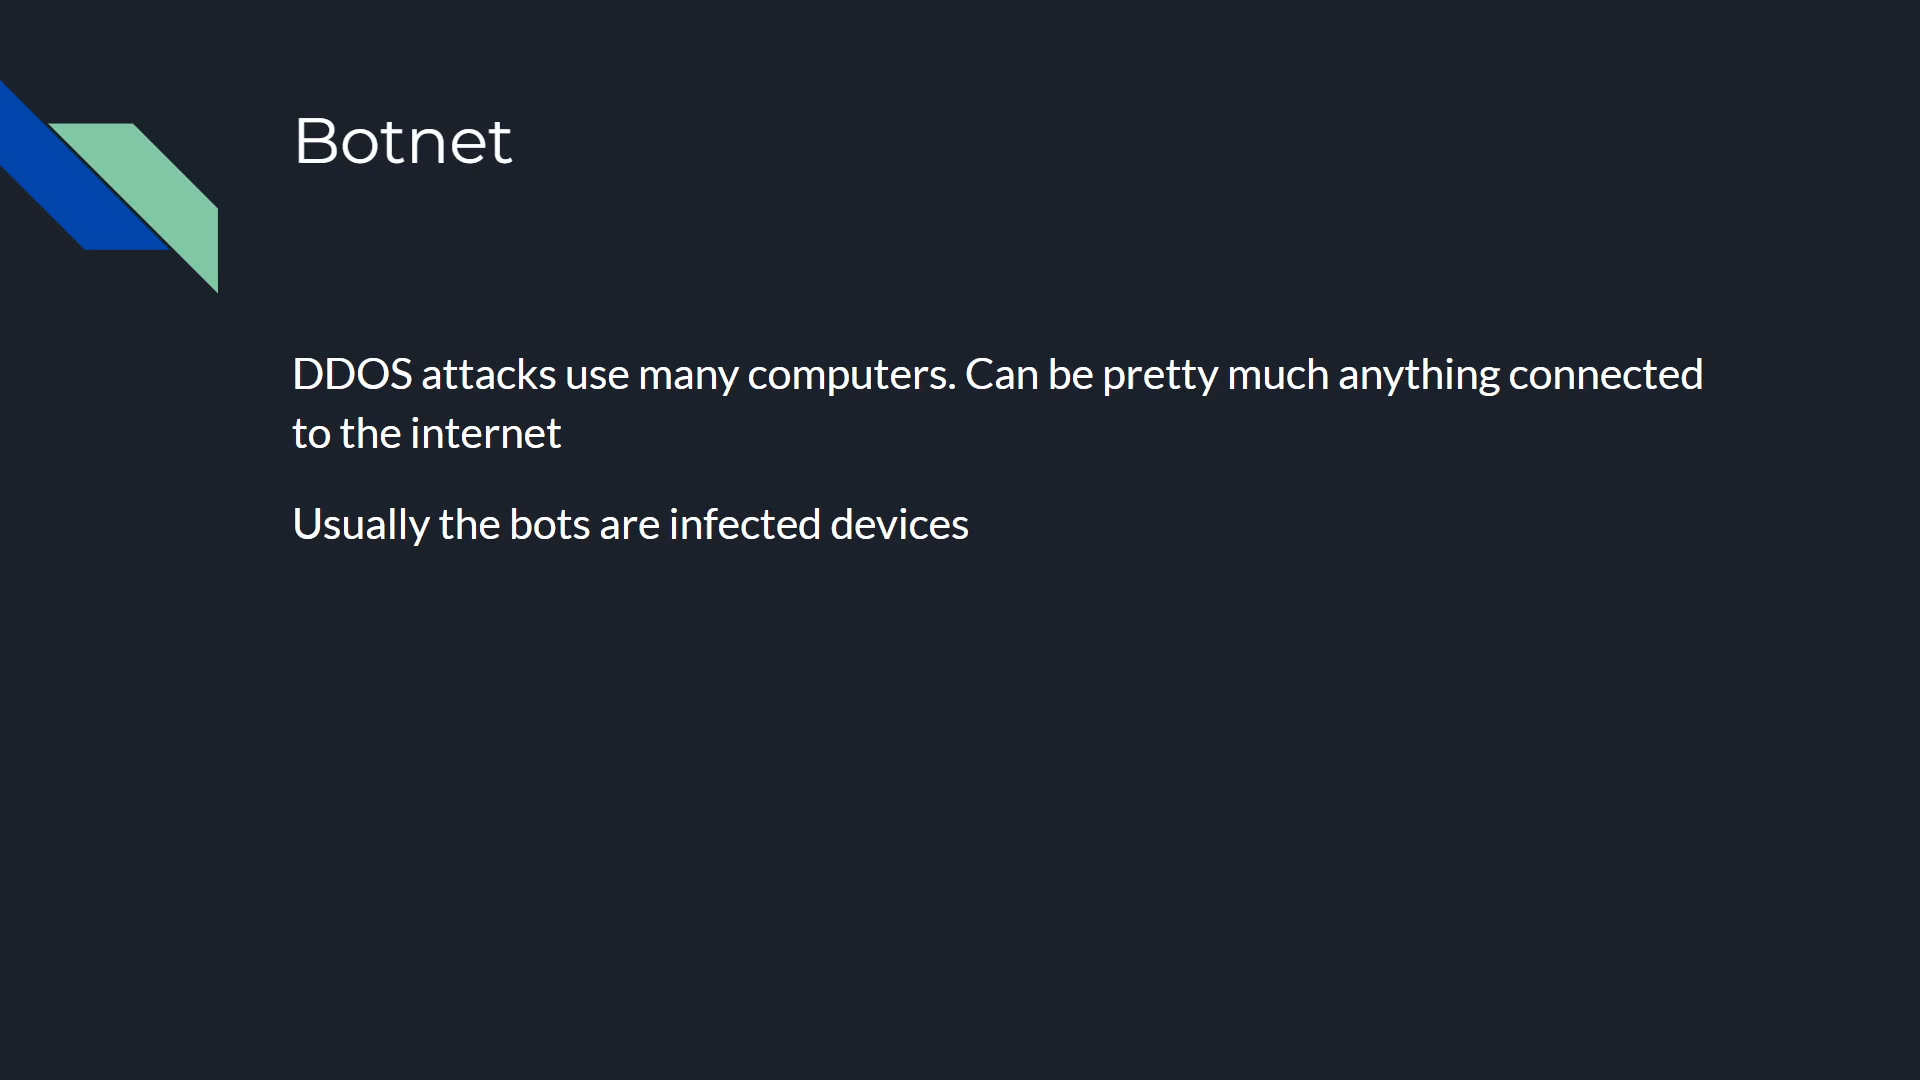 Botnet
DDOS attacks use many computers. Can be pretty much anything connected
to the internet
Usually the bots are infected devices